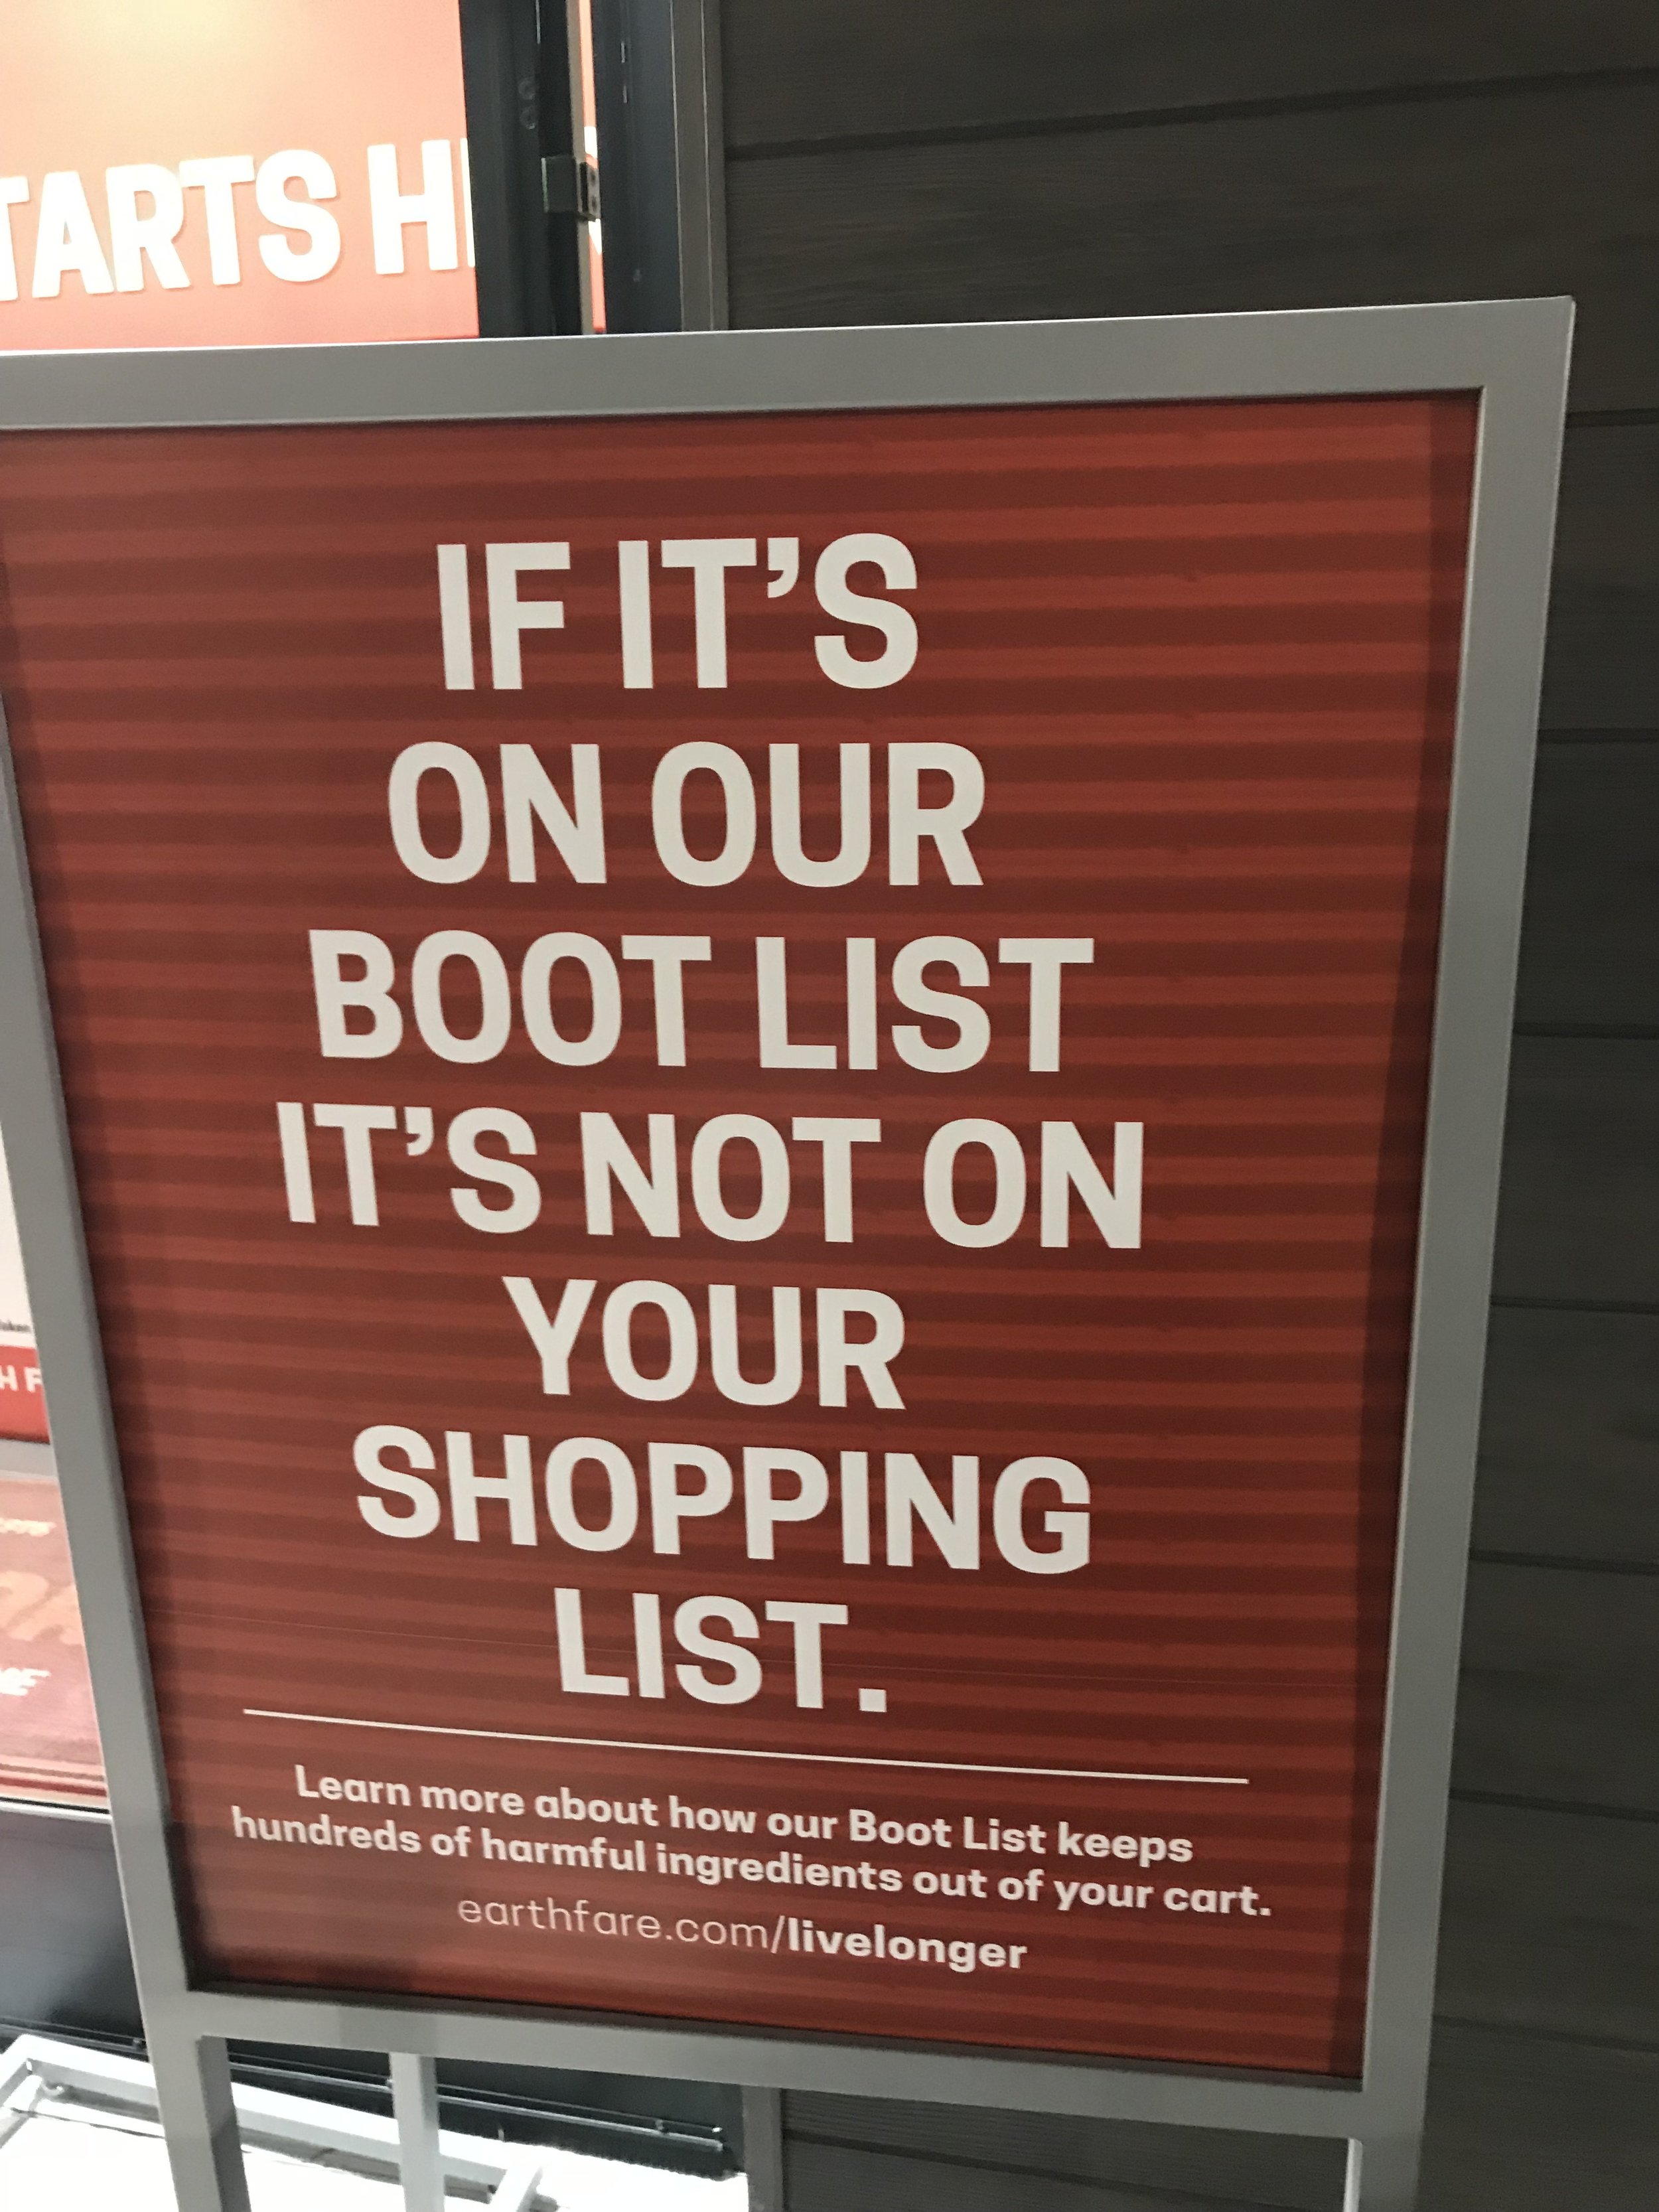 TARTS H
IF IT'S
ON OUR
BOOT LIST
IT'S NOT ON
YOUR
SHOPPING
LIST.
Learn more about how our Boot List keeps
hundreds of harmful ingredients out of your cart.
earthfare.com/livelonger
H F